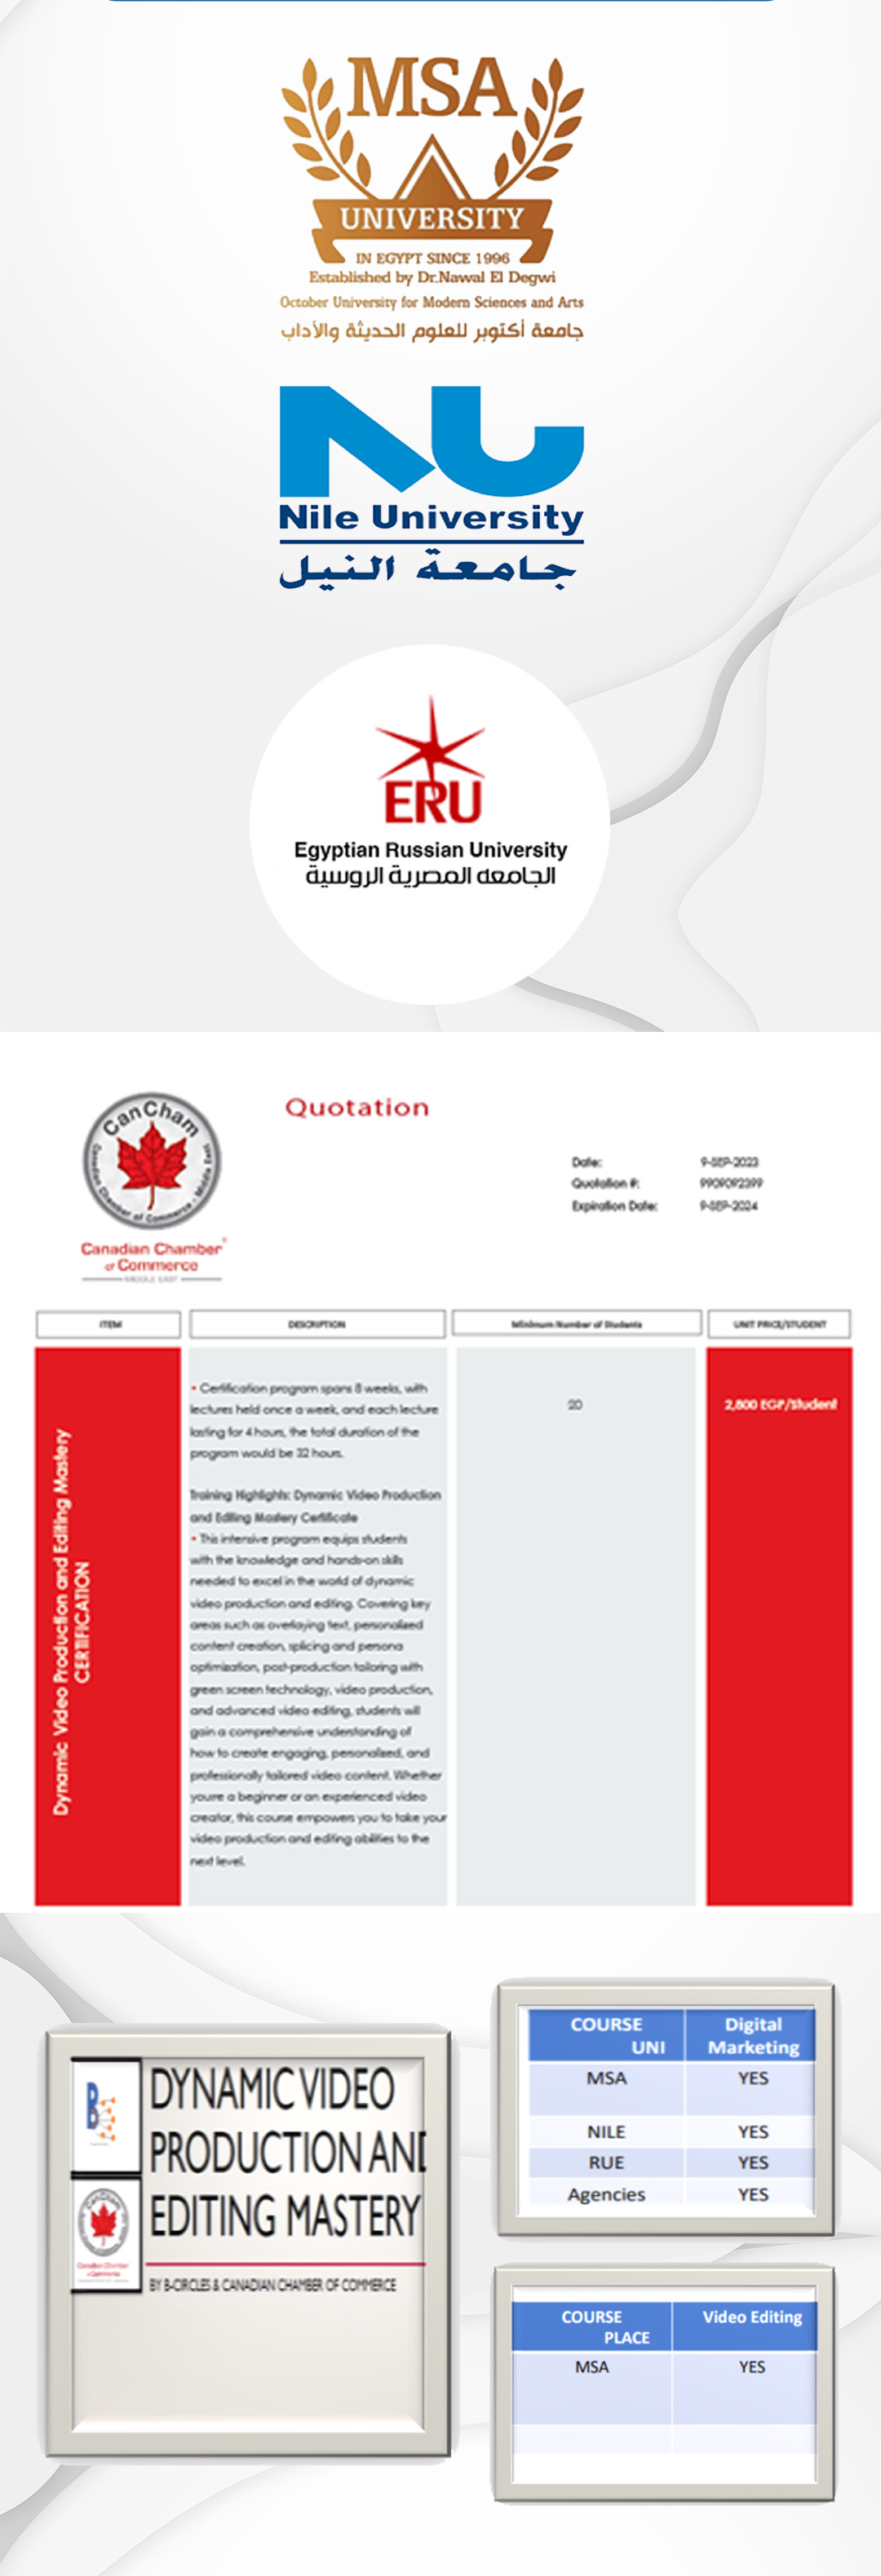 MSA
UNIVERSITY
IN EGYPT SINCE 1996
Established by Dr.Nawal El Degwi
October University for Modern Sciences and Arts
جامعة أكتوبر للعلوم الحديثة والأداب
NU
Nile University
جامعة النيل
ERU
Egyptian Russian University
الجامعه المصرية الروسية
CanCham
Canadian Chamber of Commerce - Middle East
Canadian Chamber
of Commerce
MIDDLE EAST
Quotation
Date: 9-SEP-2023
Quotation #: 9909092399
Expiration Date: 9-SEP-2024
ITEM DESCRIPTION Minimum Number of Students UNIT PRICE/STUDENT
Dynamic Video Production and Editing Mastery
CERTIFICATION
• Certification program spans 8 weeks, with
lectures held once a week, and each lecture
lasting for 4 hours, the total duration of the
program would be 32 hours.
Training Highlights: Dynamic Video Production
and Editing Mastery Certificate
• This intensive program equips students
with the knowledge and hands-on skills
needed to excel in the world of dynamic
video production and editing. Covering key
areas such as overlaying text, personalized
content creation, splicing and persona
optimization, post-production tailoring with
green screen technology, video production,
and advanced video editing, students will
gain a comprehensive understanding of
how to create engaging, personalized, and
professionally tailored video content. Whether
youre a beginner or an experienced video
creator, this course empowers you to take your
video production and editing abilities to the
next level.
20
2,800 EGP/Student
B
CanCham
Canadian Chamber
of Commerce
DYNAMIC VIDEO
PRODUCTION AND
EDITING MASTERY
BY B-CIRCLES & CANADIAN CHAMBER OF COMMERCE
COURSE Digital
UNI Marketing
MSA YES
NILE YES
RUE YES
Agencies YES
COURSE Video Editing
PLACE
MSA YES